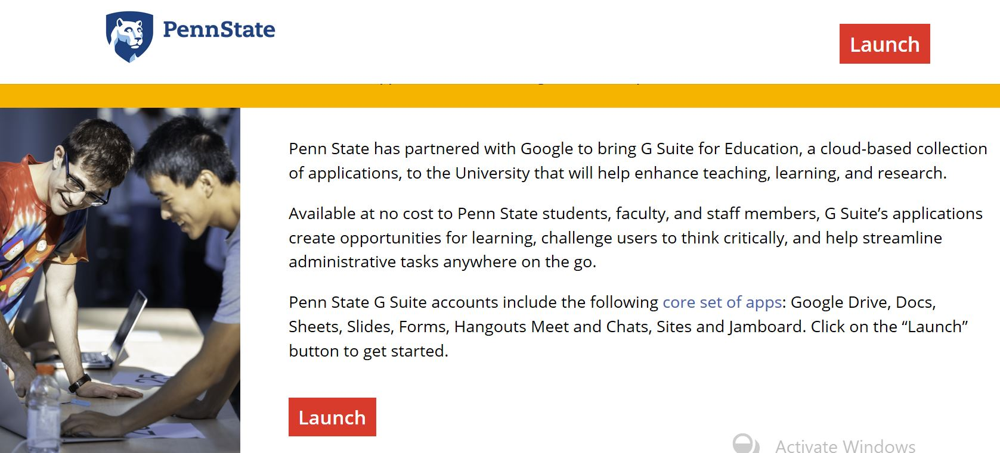 PennState
Launch
Penn State has partnered with Google to bring G Suite for Education, a cloud-based collection
of applications, to the University that will help enhance teaching, learning, and research.
Available at no cost to Penn State students, faculty, and staff members, G Suite’s applications
create opportunities for learning, challenge users to think critically, and help streamline
administrative tasks anywhere on the go.
Penn State G Suite accounts include the following core set of apps: Google Drive, Docs,
Sheets, Slides, Forms, Hangouts Meet and Chats, Sites and Jamboard. Click on the “Launch”
button to get started.
25
Launch
Activate Windows